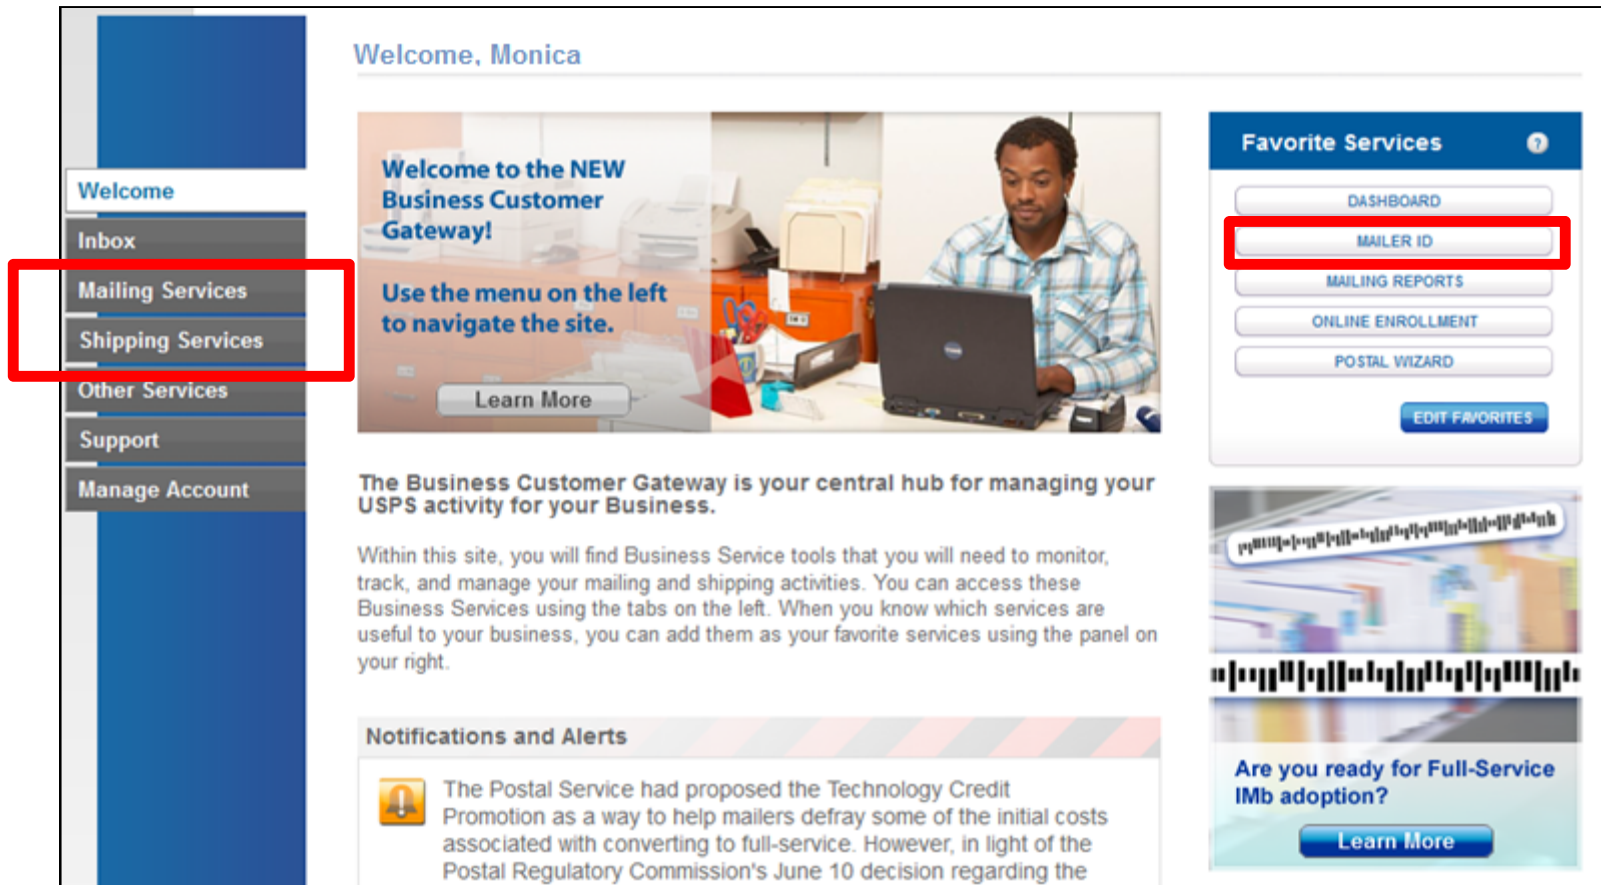 Welcome, Monica
Welcome
Inbox
Mailing Services
Shipping Services
Other Services
Support
Manage Account
Welcome to the NEW
Business Customer
Gateway!
Use the menu on the left
to navigate the site.
Learn More
The Business Customer Gateway is your central hub for managing your
USPS activity for your Business.
Within this site, you will find Business Service tools that you will need to monitor,
track, and manage your mailing and shipping activities. You can access these
Business Services using the tabs on the left. When you know which services are
useful to your business, you can add them as your favorite services using the panel on
your right.
Notifications and Alerts
The Postal Service had proposed the Technology Credit
Promotion as a way to help mailers defray some of the initial costs
associated with converting to full-service. However, in light of the
Postal Regulatory Commission's June 10 decision regarding the
Favorite Services
?
DASHBOARD
MAILER ID
MAILING REPORTS
ONLINE ENROLLMENT
POSTAL WIZARD
EDIT FAVORITES
Are you ready for Full-Service
IMb adoption?
Learn More